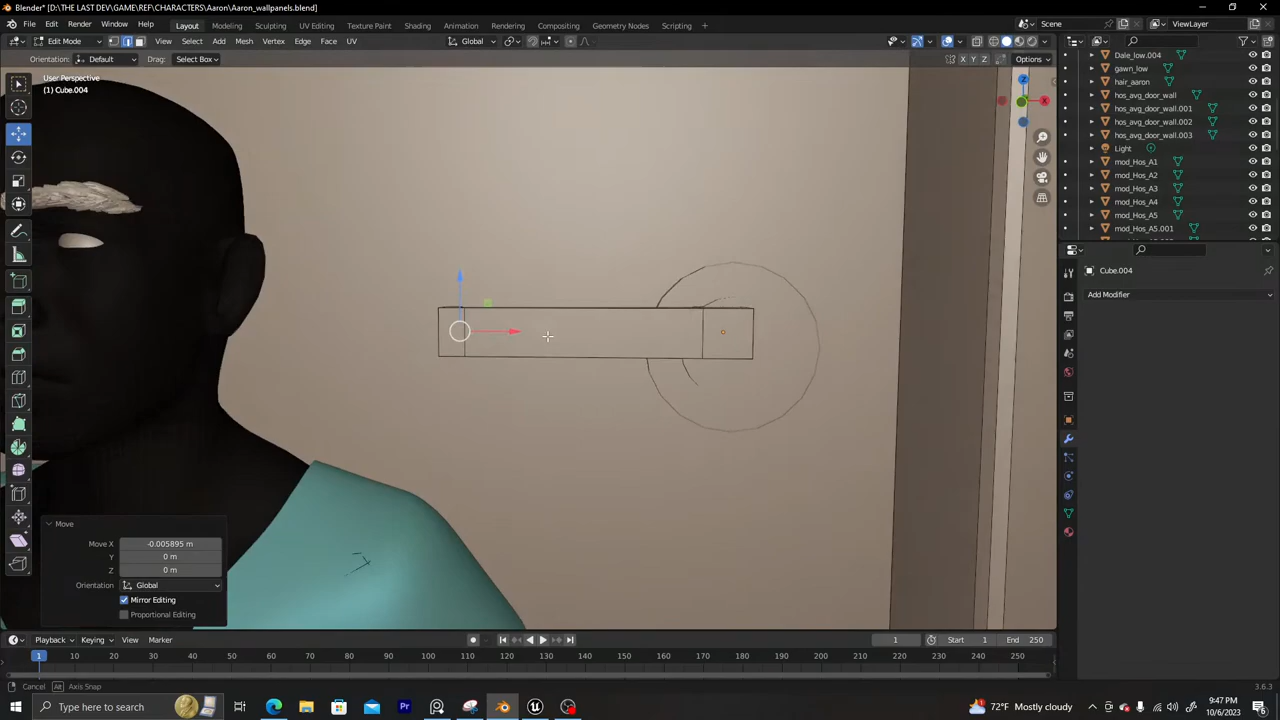 Blender* [D:\THE LAST DEV\GAME\REF\CHARACTERS\Aaron\Aaron_wallpanels.blend]
File Edit Render Window Help Layout Modeling Sculpting UV Editing Texture Paint Shading Animation Rendering Compositing Geometry Nodes Scripting Scene ViewLayer
Edit Mode View Select Add Mesh Vertex Edge Face UV Global
Orientation: Default Drag: Select Box X Y Z Options
User Perspective
(1) Cube.004
Z
X
Dale_low.004
gawn_low
hair_aaron
hos_avg_door_wall
hos_avg_door_wall.001
hos_avg_door_wall.002
hos_avg_door_wall.003
Light
mod_Hos_A1
mod_Hos_A2
mod_Hos_A3
mod_Hos_A4
mod_Hos_A5
mod_Hos_A5.001
Cube.004
Add Modifier
Move
Move X -0.005895 m
Y 0 m
Z 0 m
Orientation Global
Mirror Editing
Proportional Editing
Playback Keying View Marker 1 Start 1 End 250
1 10 20 30 40 50 60 70 80 90 100 110 120 130 140 150 160 170 180 190 200 210 220 230 240 250
Cancel Alt Axis Snap 3.6.3
Type here to search Pr 72°F Mostly cloudy 9:47 PM
10/6/2023